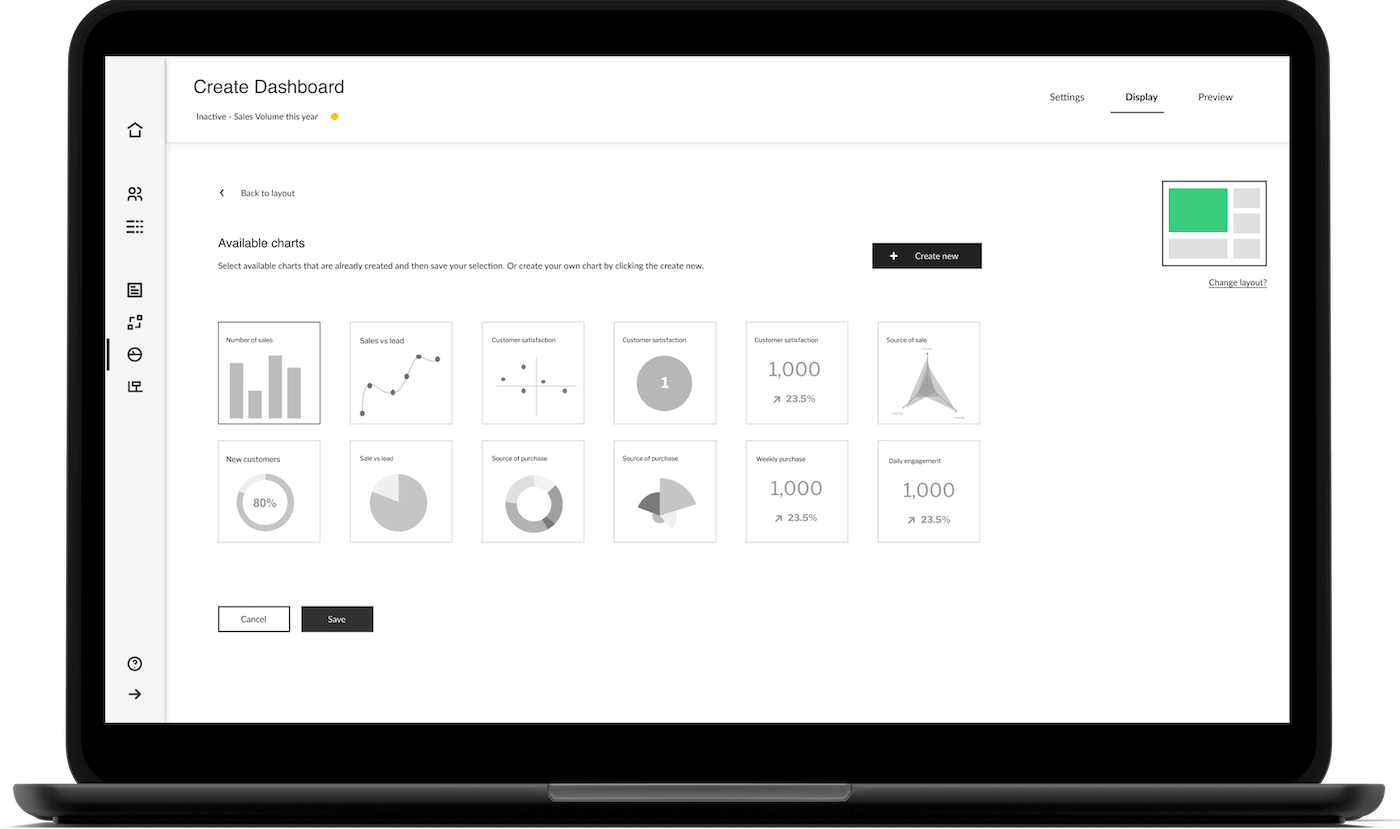 Create Dashboard
Inactive - Sales Volume this year
Settings
Display
Preview
Back to layout
Available charts
Select available charts that are already created and then save your selection. Or create your own chart by clicking the create new.
Create new
Change layout?
Number of sales
Sales vs lead
Customer satisfaction
Customer satisfaction
1
Customer satisfaction
1,000
23.5%
Source of sale
New customers
80%
Sale vs lead
Source of purchase
Source of purchase
Weekly purchase
1,000
23.5%
Daily engagement
1,000
23.5%
Cancel
Save